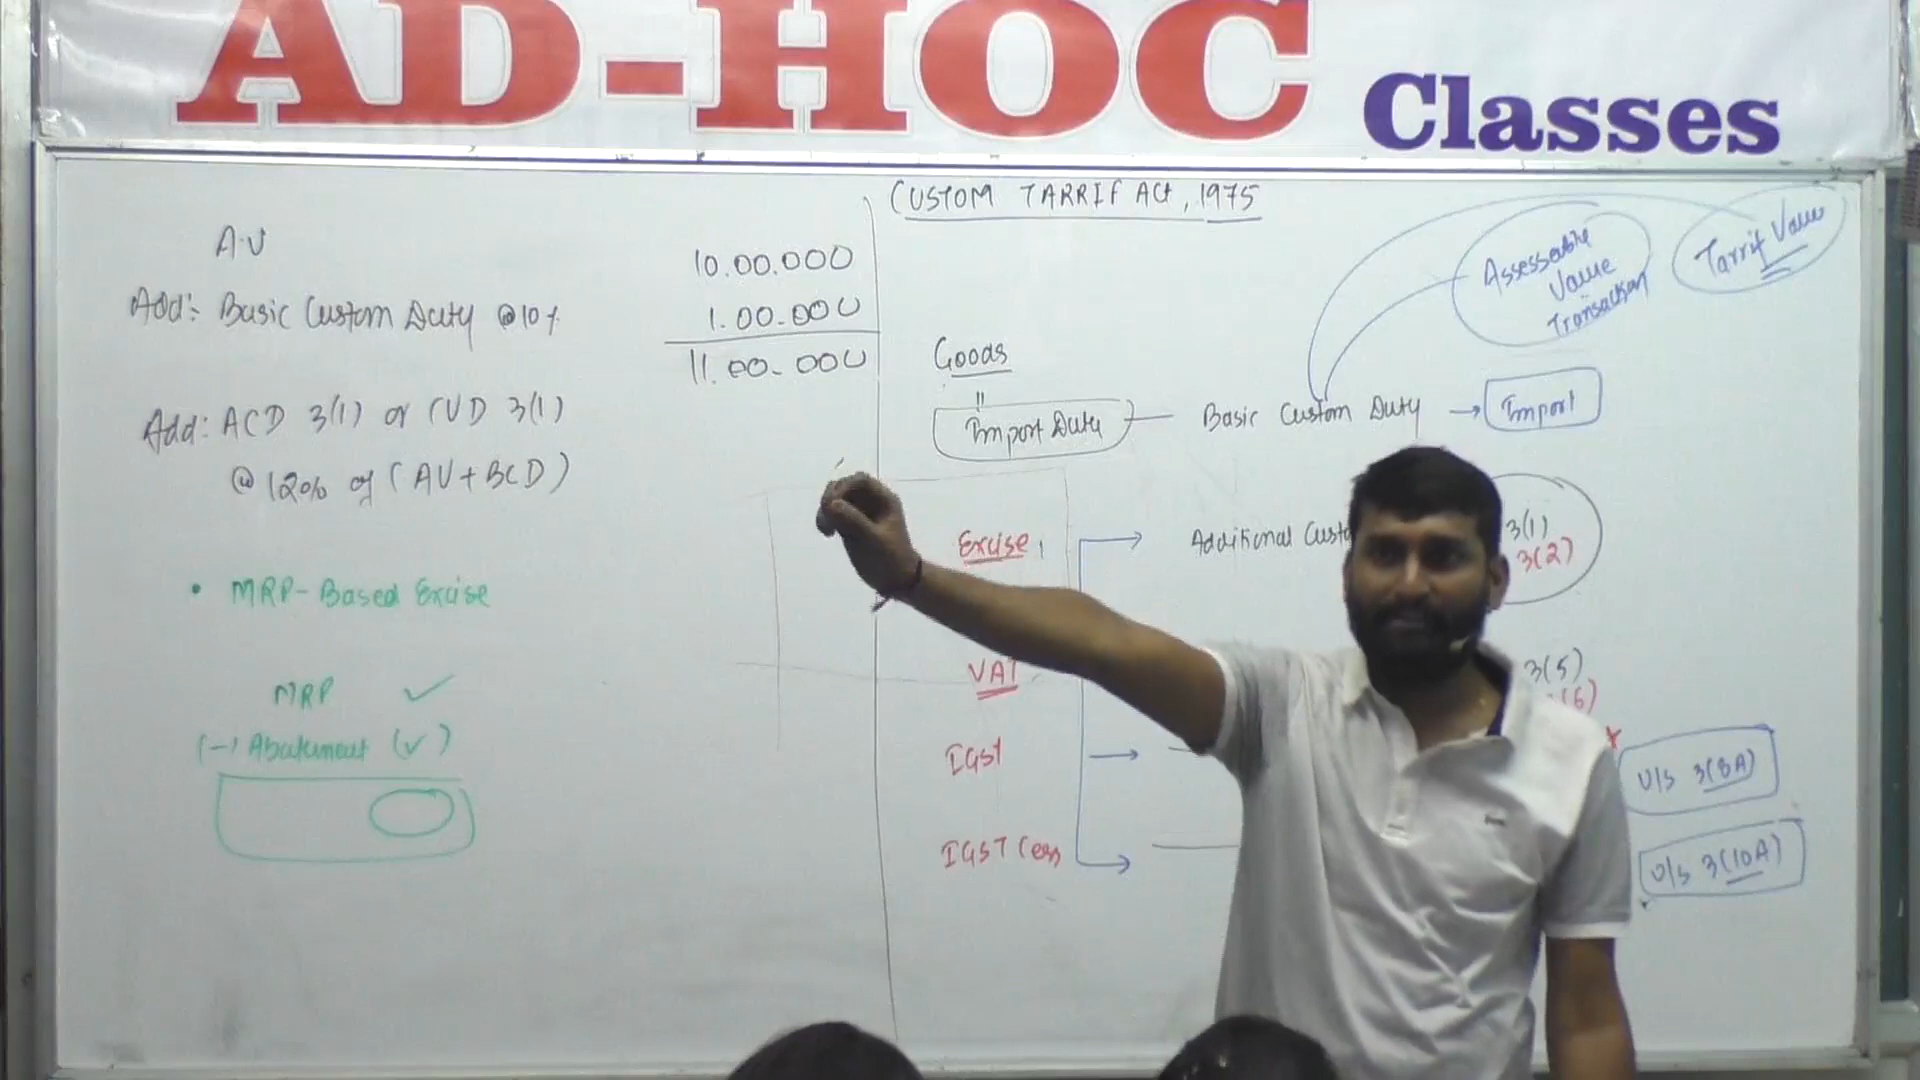 AD-HOC Classes
CUSTOM TARRIF ACT, 1975
A.V 10.00.000
Add: Basic Custom Duty @10% 1.00.000
11.00.000
Add: ACD 3(1) or CVD 3(1)
@ 12% of (AV+BCD)
• MRP-Based Excise
MRP ✓
(-) Abatement (✓)
Assessable
Value
Transaction
Tarrif Value
Goods
Import Duty
Basic Custom Duty → Import
Excise,
Additional Custo
3(1)
3(2)
VAT
3(5)
(6)
IGST
U/s 3(8A)
IGST Cess
U/s 3(10A)